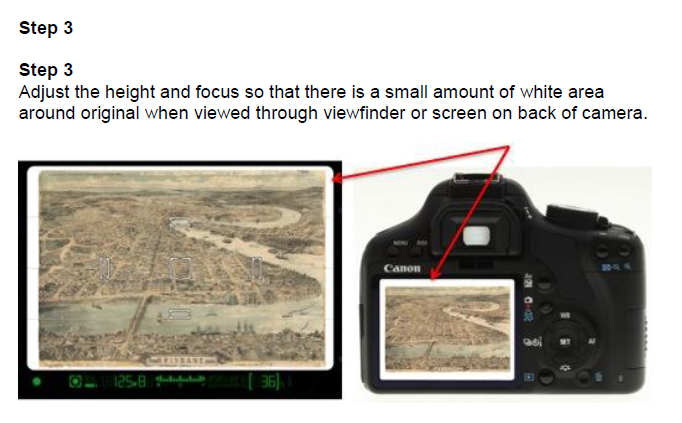 Step 3
Step 3
Adjust the height and focus so that there is a small amount of white area
around original when viewed through viewfinder or screen on back of camera.
BRISBANE
125 5.8
[ 36]
MENU DISP
Canon
WB
SET AF